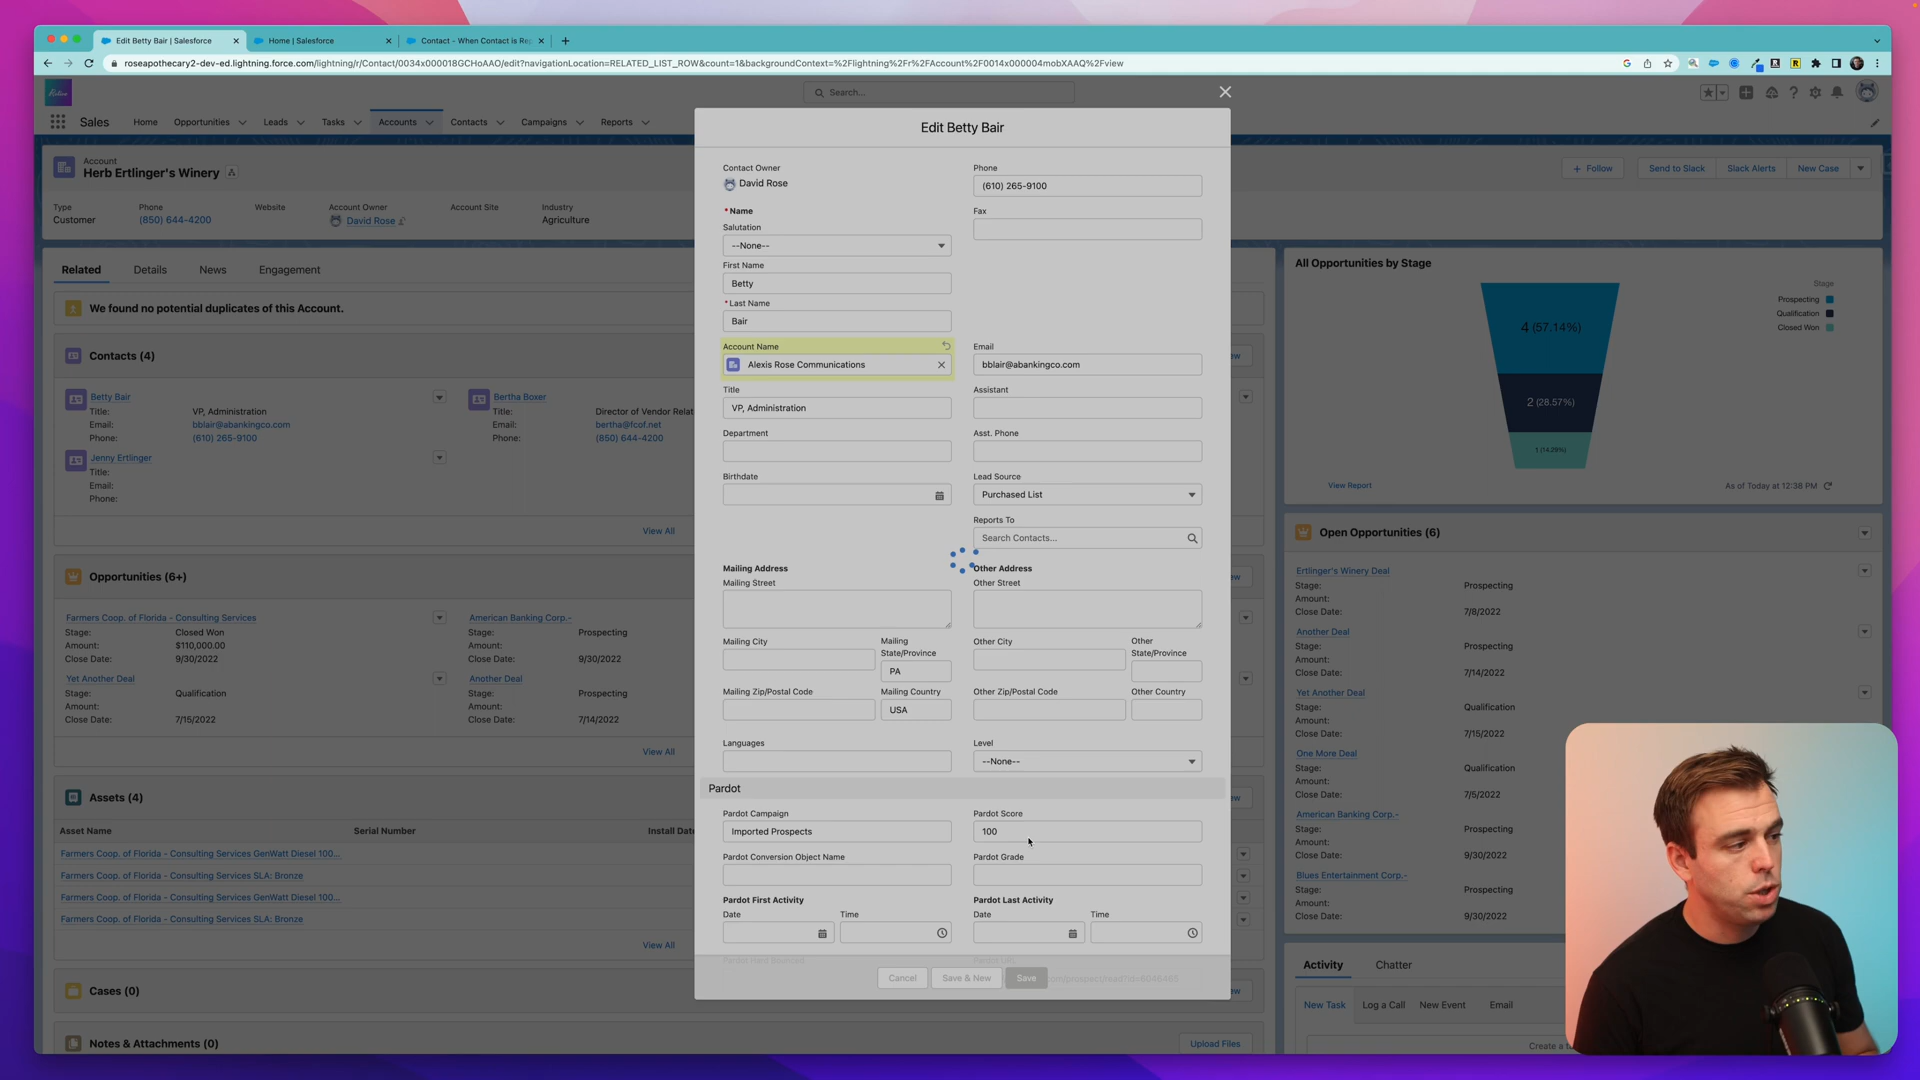 Edit Betty Bair | Salesforce
Home | Salesforce
Contact - When Contact is Re
roseapothecary2-dev-ed.lightning.force.com/lightning/r/Contact/0034x000018GCHoAAO/edit?navigationLocation=RELATED_LIST_ROW&count=1&backgroundContext=%2Flightning%2Fr%2FAccount%2F0014x000004mobXAAQ%2Fview
Search...
Sales
Home
Opportunities
Leads
Tasks
Accounts
Contacts
Campaigns
Reports
Account
Herb Ertlinger's Winery
+ Follow
Send to Slack
Slack Alerts
New Case
Type
Customer
Phone
(850) 644-4200
Website
Account Owner
David Rose
Account Site
Industry
Agriculture
Related
Details
News
Engagement
We found no potential duplicates of this Account.
Contacts (4)
Betty Bair
Title: VP, Administration
Email: bblair@abankingco.com
Phone: (610) 265-9100
Bertha Boxer
Title: Director of Vendor Relat
Email: bertha@fcof.net
Phone: (850) 644-4200
Jenny Ertlinger
Title:
Email:
Phone:
View All
Opportunities (6+)
Farmers Coop. of Florida - Consulting Services
Stage: Closed Won
Amount: $110,000.00
Close Date: 9/30/2022
American Banking Corp.-
Stage: Prospecting
Amount:
Close Date: 9/30/2022
Yet Another Deal
Stage: Qualification
Amount:
Close Date: 7/15/2022
Another Deal
Stage: Prospecting
Amount:
Close Date: 7/14/2022
View All
Assets (4)
Asset Name
Serial Number
Install Dat
Farmers Coop. of Florida - Consulting Services GenWatt Diesel 100...
Farmers Coop. of Florida - Consulting Services SLA: Bronze
Farmers Coop. of Florida - Consulting Services GenWatt Diesel 100...
Farmers Coop. of Florida - Consulting Services SLA: Bronze
View All
Cases (0)
Notes & Attachments (0)
Upload Files
Edit Betty Bair
Contact Owner
David Rose
Phone
(610) 265-9100
* Name
Salutation
--None--
Fax
First Name
Betty
* Last Name
Bair
Account Name
Alexis Rose Communications
Email
bblair@abankingco.com
Title
VP, Administration
Assistant
Department
Asst. Phone
Birthdate
Lead Source
Purchased List
Reports To
Search Contacts...
Mailing Address
Mailing Street
Other Address
Other Street
Mailing City
Mailing
State/Province
PA
Other City
Other
State/Province
Mailing Zip/Postal Code
Mailing Country
USA
Other Zip/Postal Code
Other Country
Languages
Level
--None--
Pardot
Pardot Campaign
Imported Prospects
Pardot Score
100
Pardot Conversion Object Name
Pardot Grade
Pardot First Activity
Date
Time
Pardot Last Activity
Date
Time
Pardot Hard Bounced
Cancel
Save & New
Save
All Opportunities by Stage
Stage
Prospecting
Qualification
Closed Won
4 (57.14%)
2 (28.57%)
1 (14.29%)
View Report
As of Today at 12:38 PM
Open Opportunities (6)
Ertlinger's Winery Deal
Stage: Prospecting
Amount:
Close Date: 7/8/2022
Another Deal
Stage: Prospecting
Amount:
Close Date: 7/14/2022
Yet Another Deal
Stage: Qualification
Amount:
Close Date: 7/15/2022
One More Deal
Stage: Qualification
Amount:
Close Date: 7/5/2022
American Banking Corp.-
Stage: Prospecting
Amount:
Close Date: 9/30/2022
Blues Entertainment Corp.-
Stage: Prospecting
Amount:
Close Date: 9/30/2022
Activity
Chatter
New Task
Log a Call
New Event
Email
Create a t